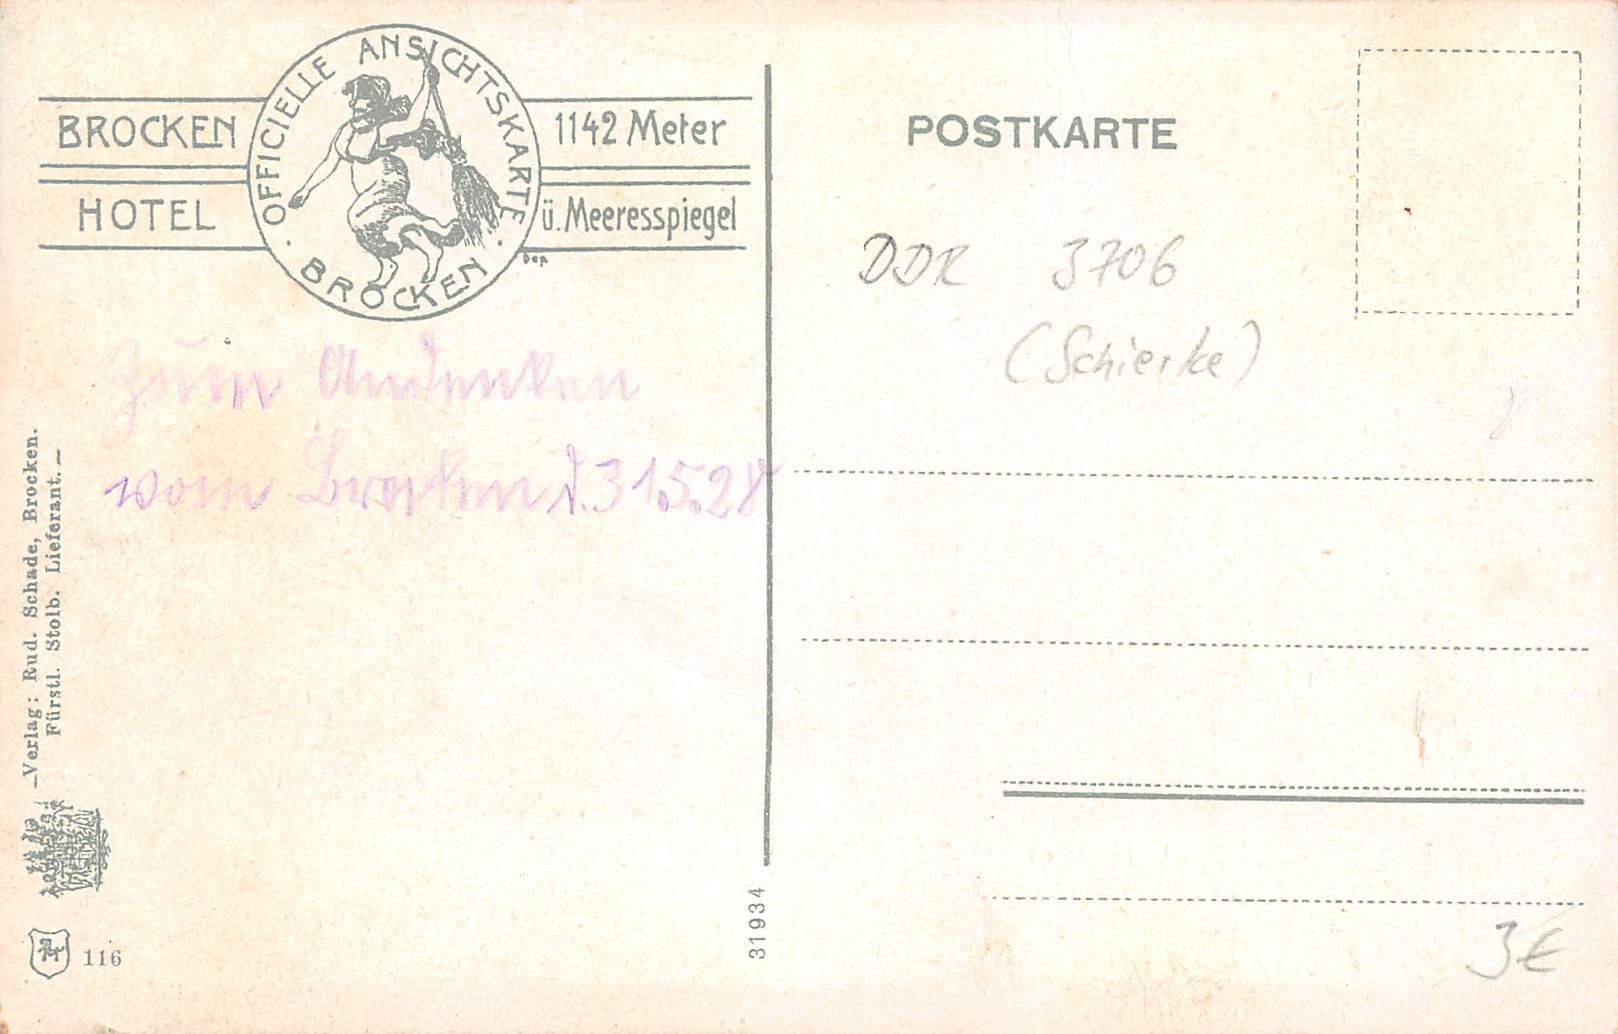 BROCKEN
HOTEL
OFFICIELLE ANSICHTSKARTE
BROCKEN
1142 Meter
ü. Meeresspiegel
Dep.
Zum Andenken
vom Brocken d. 31.5.28
Verlag: Rud. Schade, Brocken.
Fürstl. Stolb. Lieferant.
116
31934
POSTKARTE
DDR 3706
(Schierke)
3€